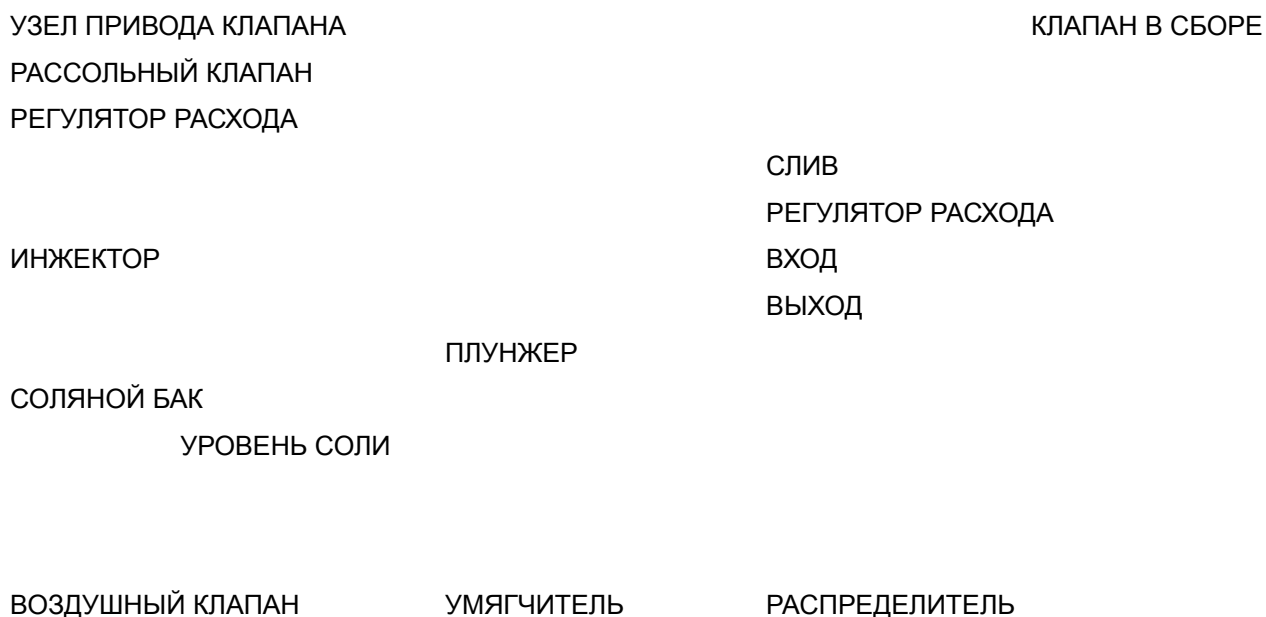 УЗЕЛ ПРИВОДА КЛАПАНА КЛАПАН В СБОРЕ
РАССОЛЬНЫЙ КЛАПАН
РЕГУЛЯТОР РАСХОДА
СЛИВ
РЕГУЛЯТОР РАСХОДА
ИНЖЕКТОР ВХОД
ВЫХОД
ПЛУНЖЕР
СОЛЯНОЙ БАК
УРОВЕНЬ СОЛИ
ВОЗДУШНЫЙ КЛАПАН УМЯГЧИТЕЛЬ РАСПРЕДЕЛИТЕЛЬ